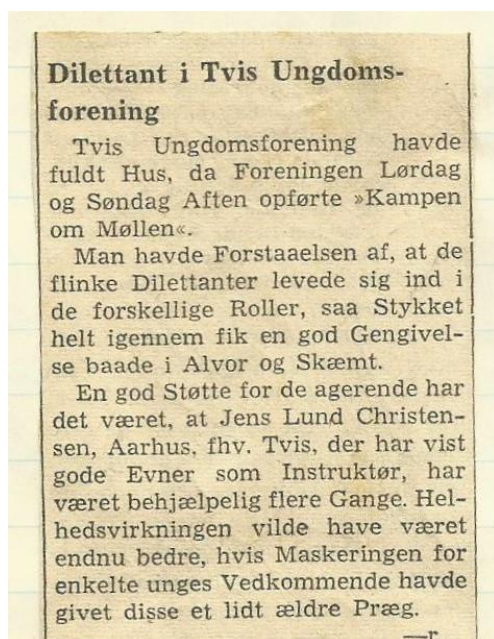 Dilettant i Tvis Ungdoms-
forening
Tvis Ungdomsforening havde
fuldt Hus, da Foreningen Lørdag
og Søndag Aften opførte »Kampen
om Møllen«.
Man havde Forstaaelsen af, at de
flinke Dilettanter levede sig ind i
de forskellige Roller, saa Stykket
helt igennem fik en god Gengivel-
se baade i Alvor og Skæmt.
En god Støtte for de agerende har
det været, at Jens Lund Christen-
sen, Aarhus, fhv. Tvis, der har vist
gode Evner som Instruktør, har
været behjælpelig flere Gange. Hel-
hedsvirkningen vilde have været
endnu bedre, hvis Maskeringen for
enkelte unges Vedkommende havde
givet disse et lidt ældre Præg.
—r